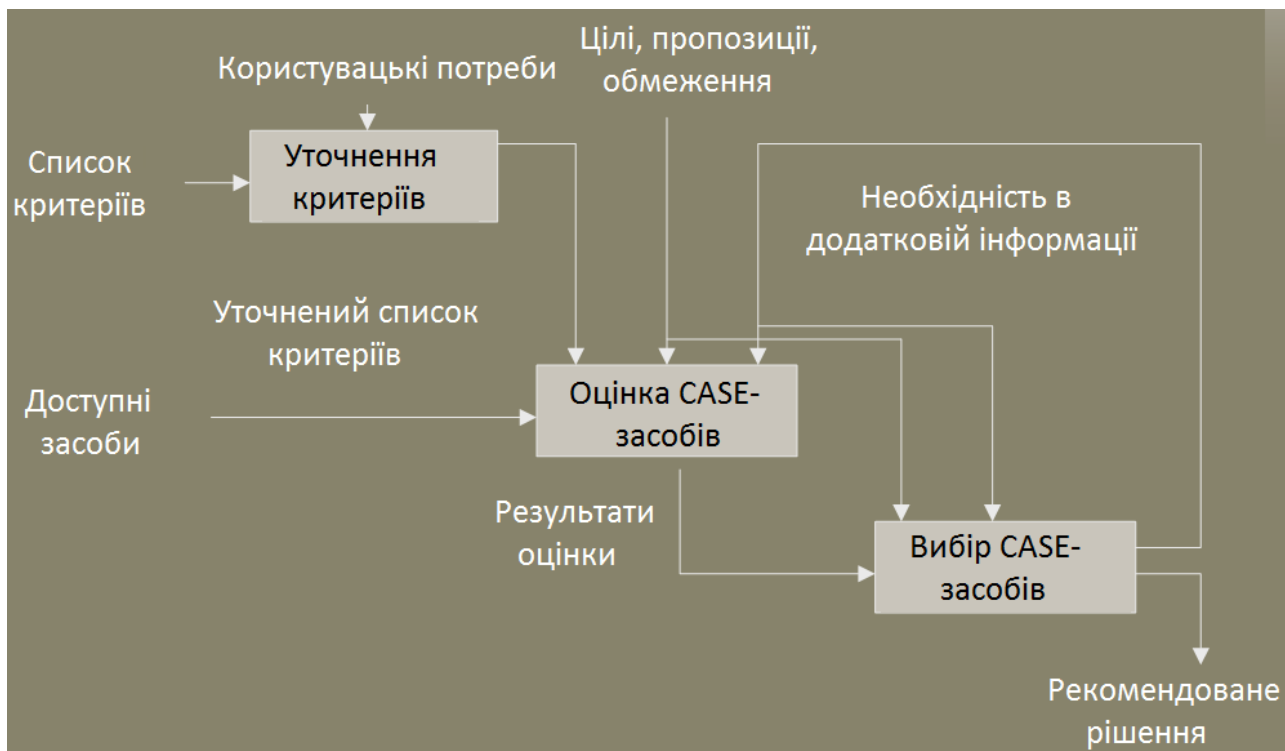 Цілі, пропозиції,
обмеження
Користувацькі потреби
Уточнення
критеріїв
Список
критеріїв
Необхідність в
додатковій інформації
Уточнений список
критеріїв
Доступні
засоби
Оцінка CASE-
засобів
Результати
оцінки
Вибір CASE-
засобів
Рекомендоване
рішення